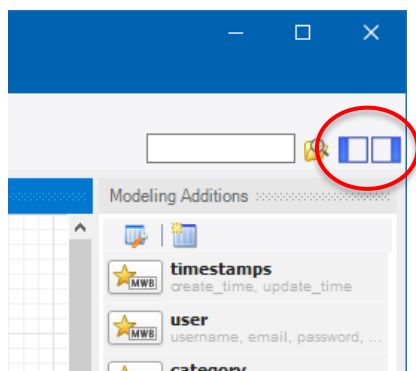 Modeling Additions
MWB
timestamps
create_time, update_time
MWB
user
username, email, password, ...
category